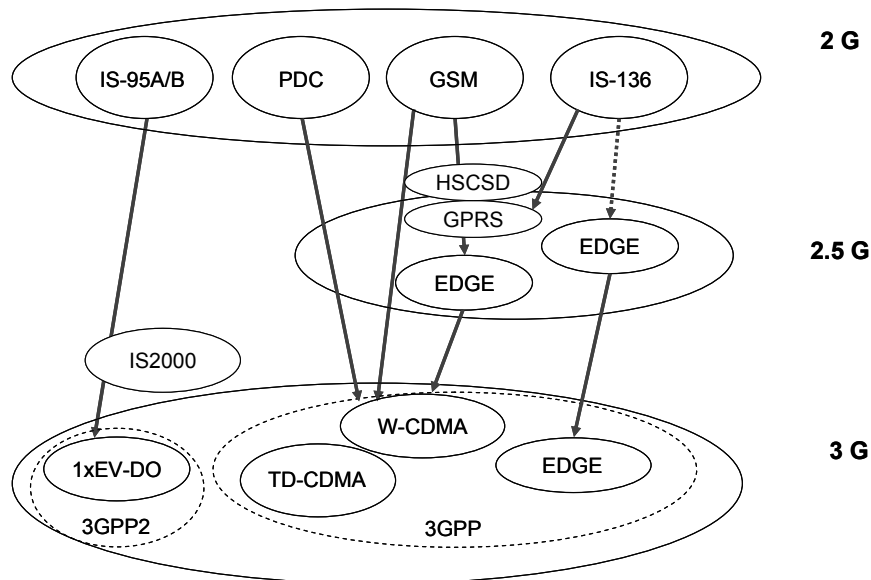 2 G
IS-95A/B
PDC
GSM
IS-136
HSCSD
GPRS
EDGE
2.5 G
EDGE
IS2000
W-CDMA
3 G
1xEV-DO
TD-CDMA
EDGE
3GPP2
3GPP